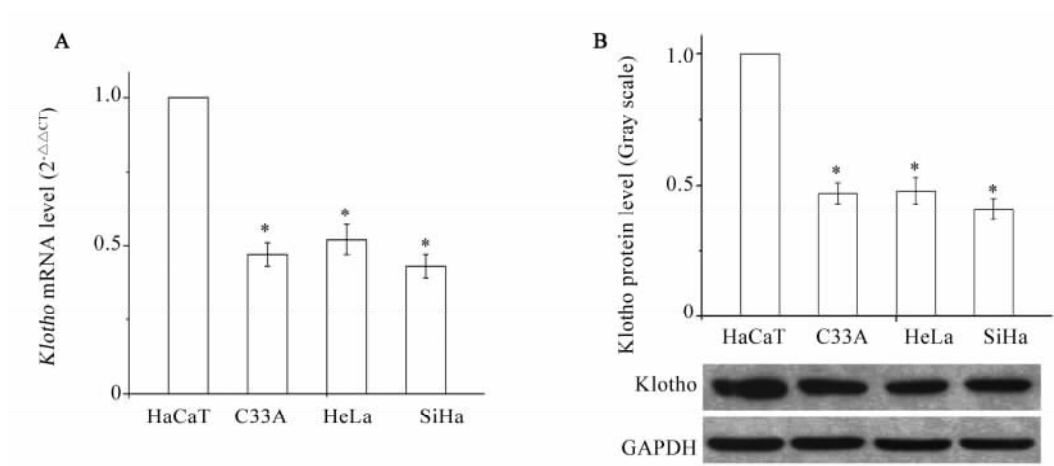 A
Klotho mRNA level (2-△△CT)
1.0
0.5
0
*
*
*
HaCaT C33A HeLa SiHa
B
Klotho protein level (Gray scale)
1.0
0.5
0
*
*
*
HaCaT C33A HeLa SiHa
Klotho
GAPDH